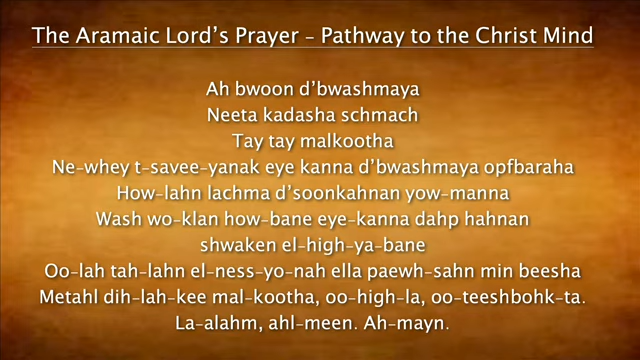 The Aramaic Lord's Prayer – Pathway to the Christ Mind
Ah bwoon d'bwashmaya
Neeta kadasha schmach
Tay tay malkootha
Ne-whey t-savee-yanak eye kanna d'bwashmaya opfbaraha
How-lahn lachma d'soonkahnan yow-manna
Wash wo-klan how-bane eye-kanna dahp hahnan
shwaken el-high-ya-bane
Oo-lah tah-lahn el-ness-yo-nah ella paewh-sahn min beesha
Metahl dih-lah-kee mal-kootha, oo-high-la, oo-teeshbohk-ta.
La-alahm, ahl-meen. Ah-mayn.